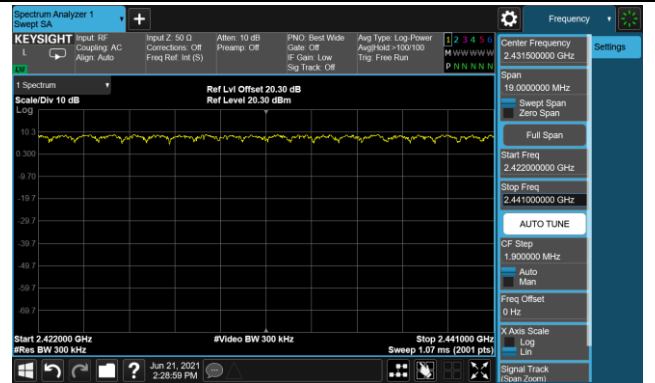 Spectrum Analyzer 1
Swept SA
+
Frequency
Settings
KEYSIGHT
L
Input: RF
Coupling: AC
Align: Auto
Input Z: 50 Ω
Corrections: Off
Freq Ref: Int (S)
Atten: 10 dB
Preamp: Off
PNO: Best Wide
Gate: Off
IF Gain: Low
Sig Track: Off
Avg Type: Log-Power
Avg|Hold >100/100
Trig: Free Run
1 2 3 4 5 6
M W W W W W
P N N N N N
1 Spectrum
Scale/Div 10 dB
Log
Ref Lvl Offset 20.30 dB
Ref Level 20.30 dBm
10.3
0.300
-9.70
-19.7
-29.7
-39.7
-49.7
-59.7
-69.7
Start 2.422000 GHz
#Res BW 300 kHz
#Video BW 300 kHz
Stop 2.441000 GHz
Sweep 1.07 ms (2001 pts)
Center Frequency
2.431500000 GHz
Span
19.0000000 MHz
Swept Span
Zero Span
Full Span
Start Freq
2.422000000 GHz
Stop Freq
2.441000000 GHz
AUTO TUNE
CF Step
1.900000 MHz
Auto
Man
Freq Offset
0 Hz
X Axis Scale
Log
Lin
Signal Track
(Span Zoom)
?
Jun 21, 2021
2:28:59 PM